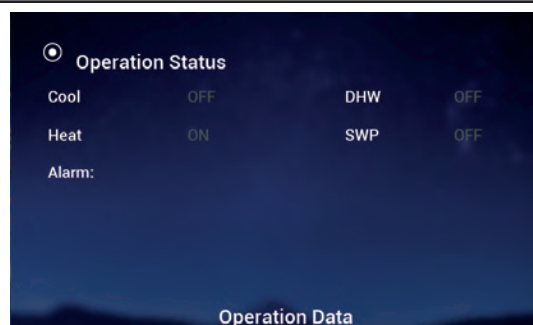 Operation Status
Cool OFF DHW OFF
Heat ON SWP OFF
Alarm:
Operation Data